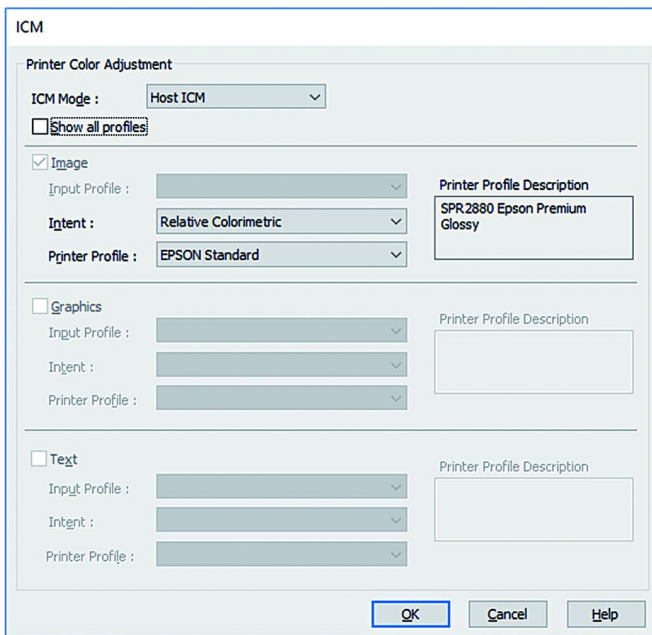 ICM
Printer Color Adjustment
ICM Mode :
Host ICM
Show all profiles
Image
Input Profile :
Printer Profile Description
Intent :
Relative Colorimetric
SPR2880 Epson Premium
Glossy
Printer Profile :
EPSON Standard
Graphics
Input Profile :
Printer Profile Description
Intent :
Printer Profile :
Text
Input Profile :
Printer Profile Description
Intent :
Printer Profile :
OK
Cancel
Help